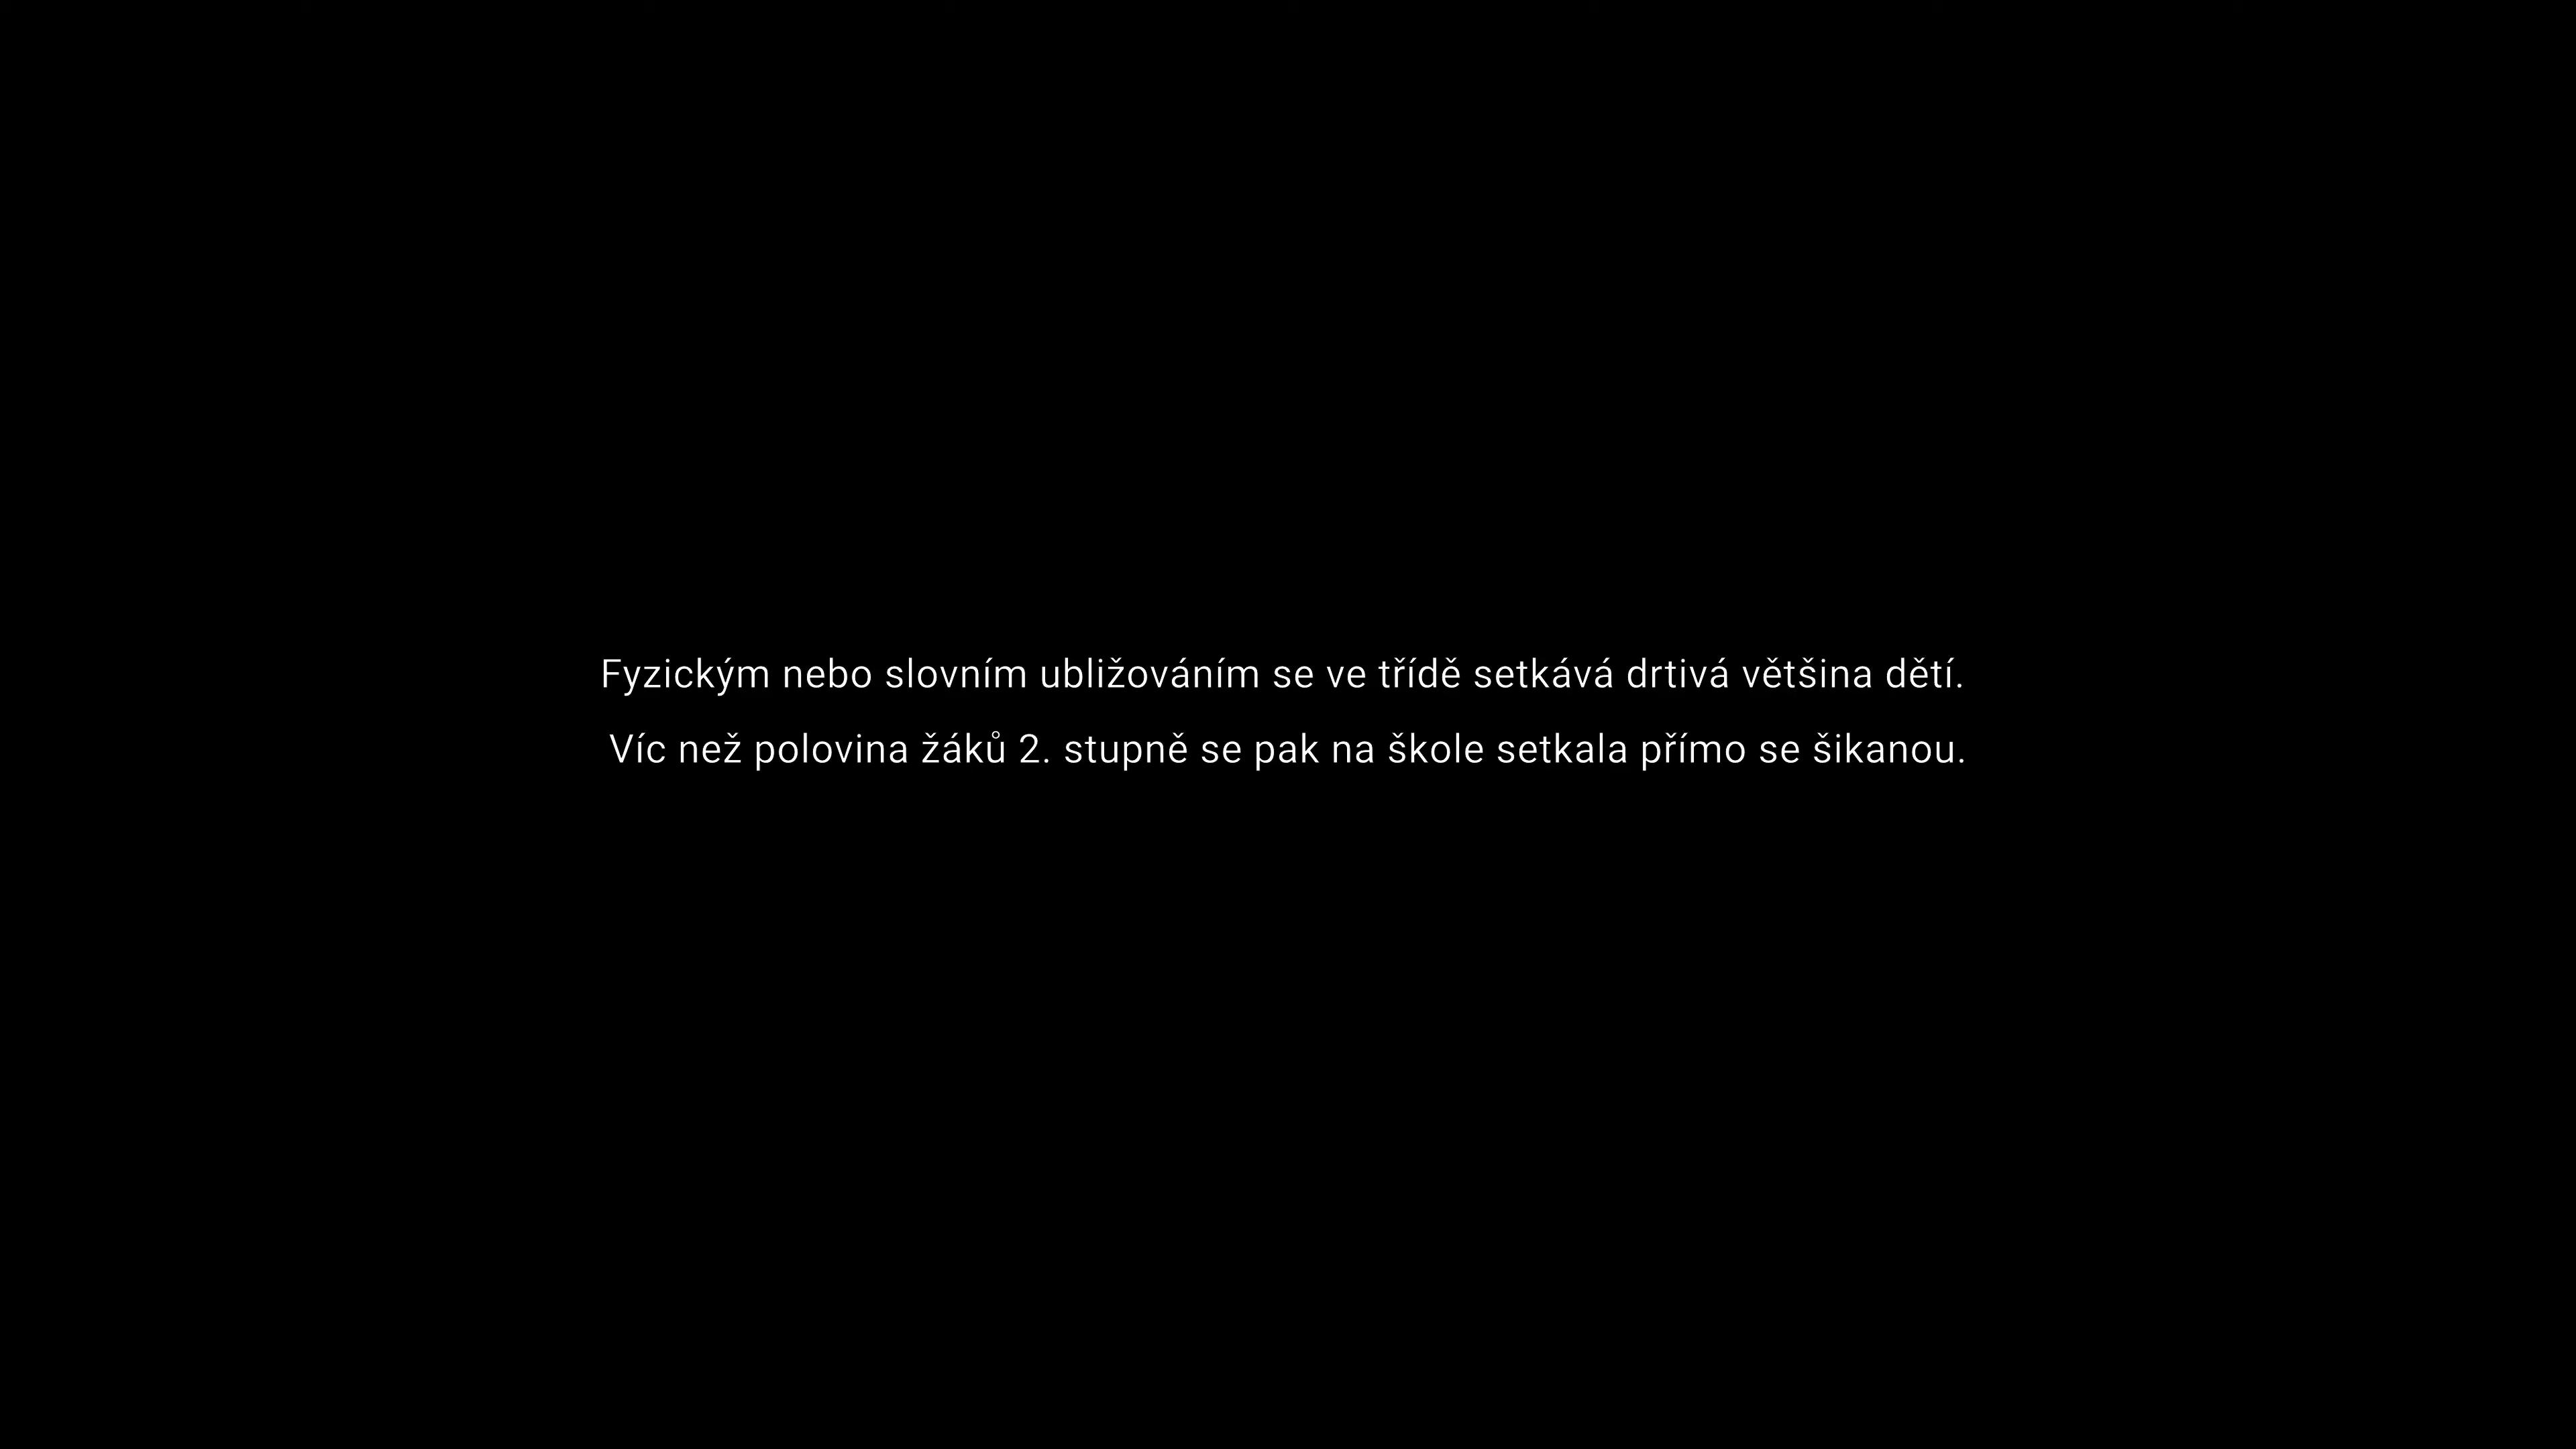 Fyzickým nebo slovním ubližováním se ve třídě setkává drtivá většina dětí.
Víc než polovina žáků 2. stupně se pak na škole setkala přímo se šikanou.